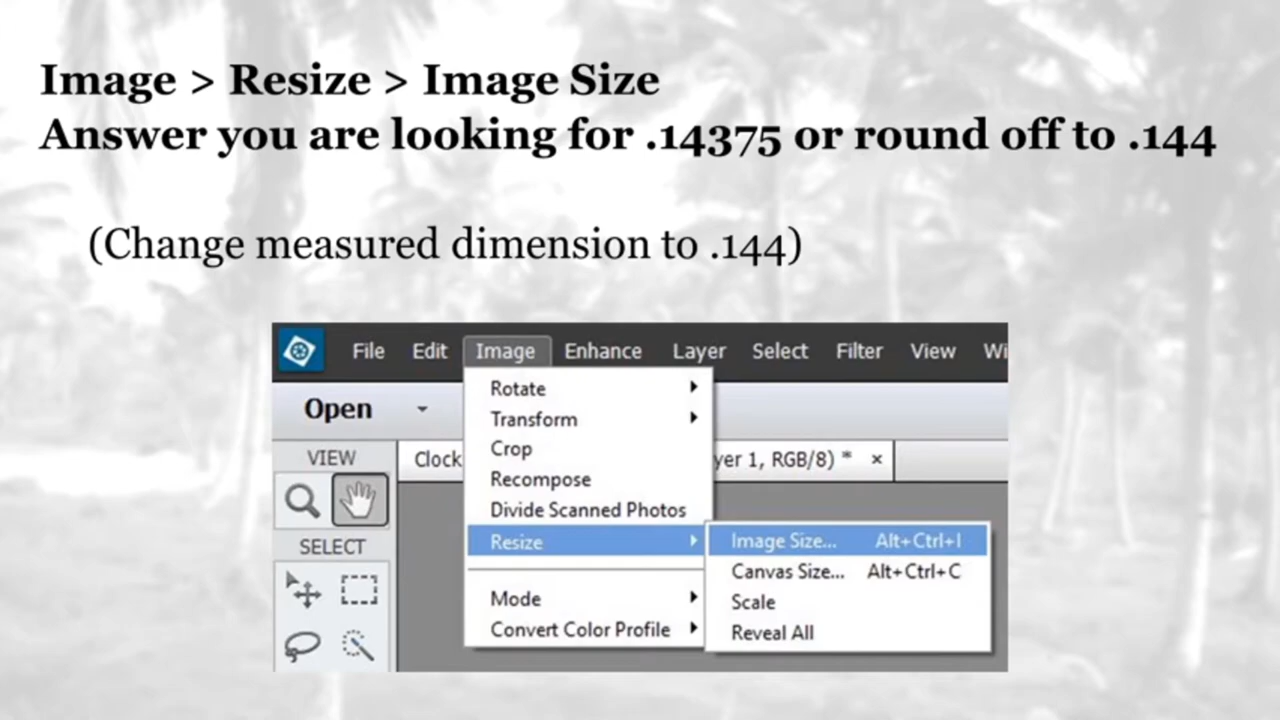 Image > Resize > Image Size
Answer you are looking for .14375 or round off to .144
(Change measured dimension to .144)
File Edit Image Enhance Layer Select Filter View Wi
Open
Rotate
Transform
VIEW
Clock
Crop
yer 1, RGB/8) * ×
Recompose
Divide Scanned Photos
SELECT
Resize
Image Size... Alt+Ctrl+I
Canvas Size... Alt+Ctrl+C
Mode
Scale
Convert Color Profile
Reveal All